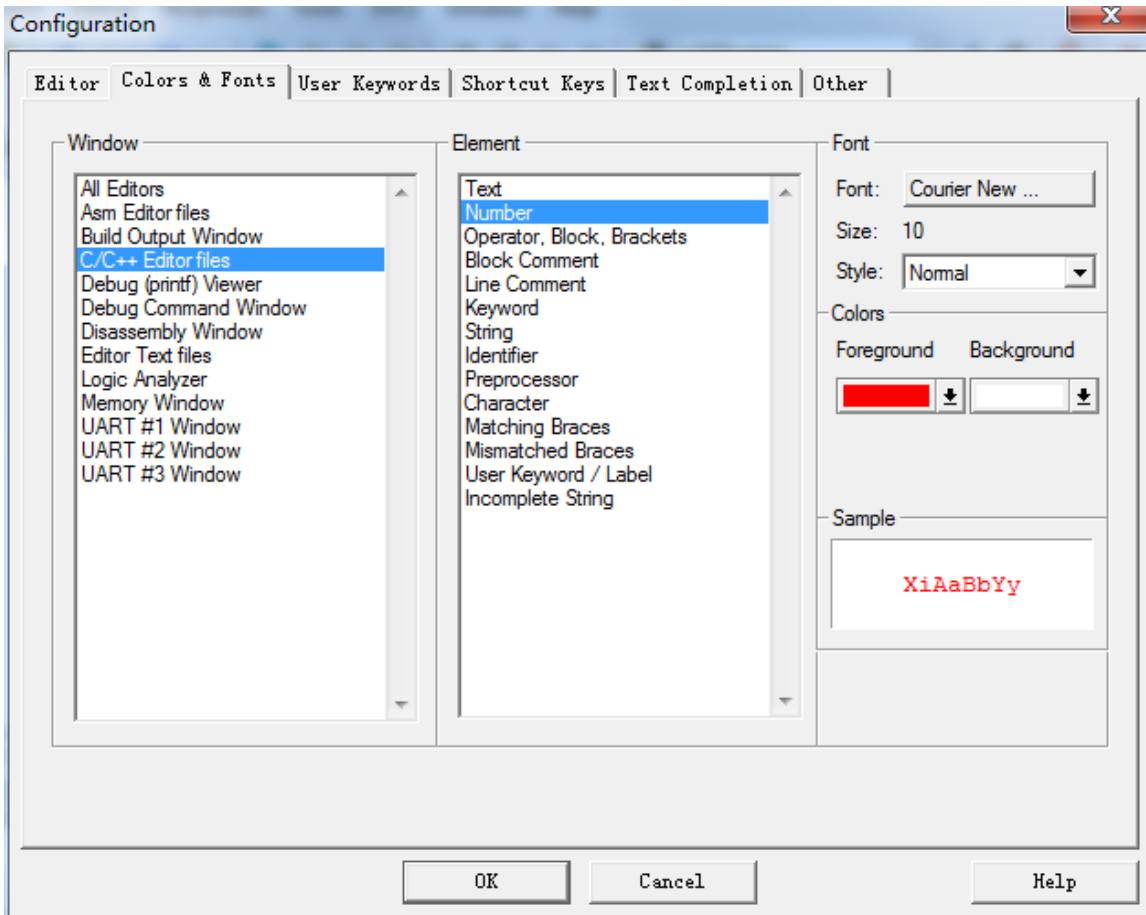 Configuration
Editor
Colors & Fonts
User Keywords
Shortcut Keys
Text Completion
Other
Window
All Editors
Asm Editor files
Build Output Window
C/C++ Editor files
Debug (printf) Viewer
Debug Command Window
Disassembly Window
Editor Text files
Logic Analyzer
Memory Window
UART #1 Window
UART #2 Window
UART #3 Window
Element
Text
Number
Operator, Block, Brackets
Block Comment
Line Comment
Keyword
String
Identifier
Preprocessor
Character
Matching Braces
Mismatched Braces
User Keyword / Label
Incomplete String
Font
Font: Courier New ...
Size: 10
Style: Normal
Colors
Foreground Background
Sample
XiAaBbYy
OK
Cancel
Help